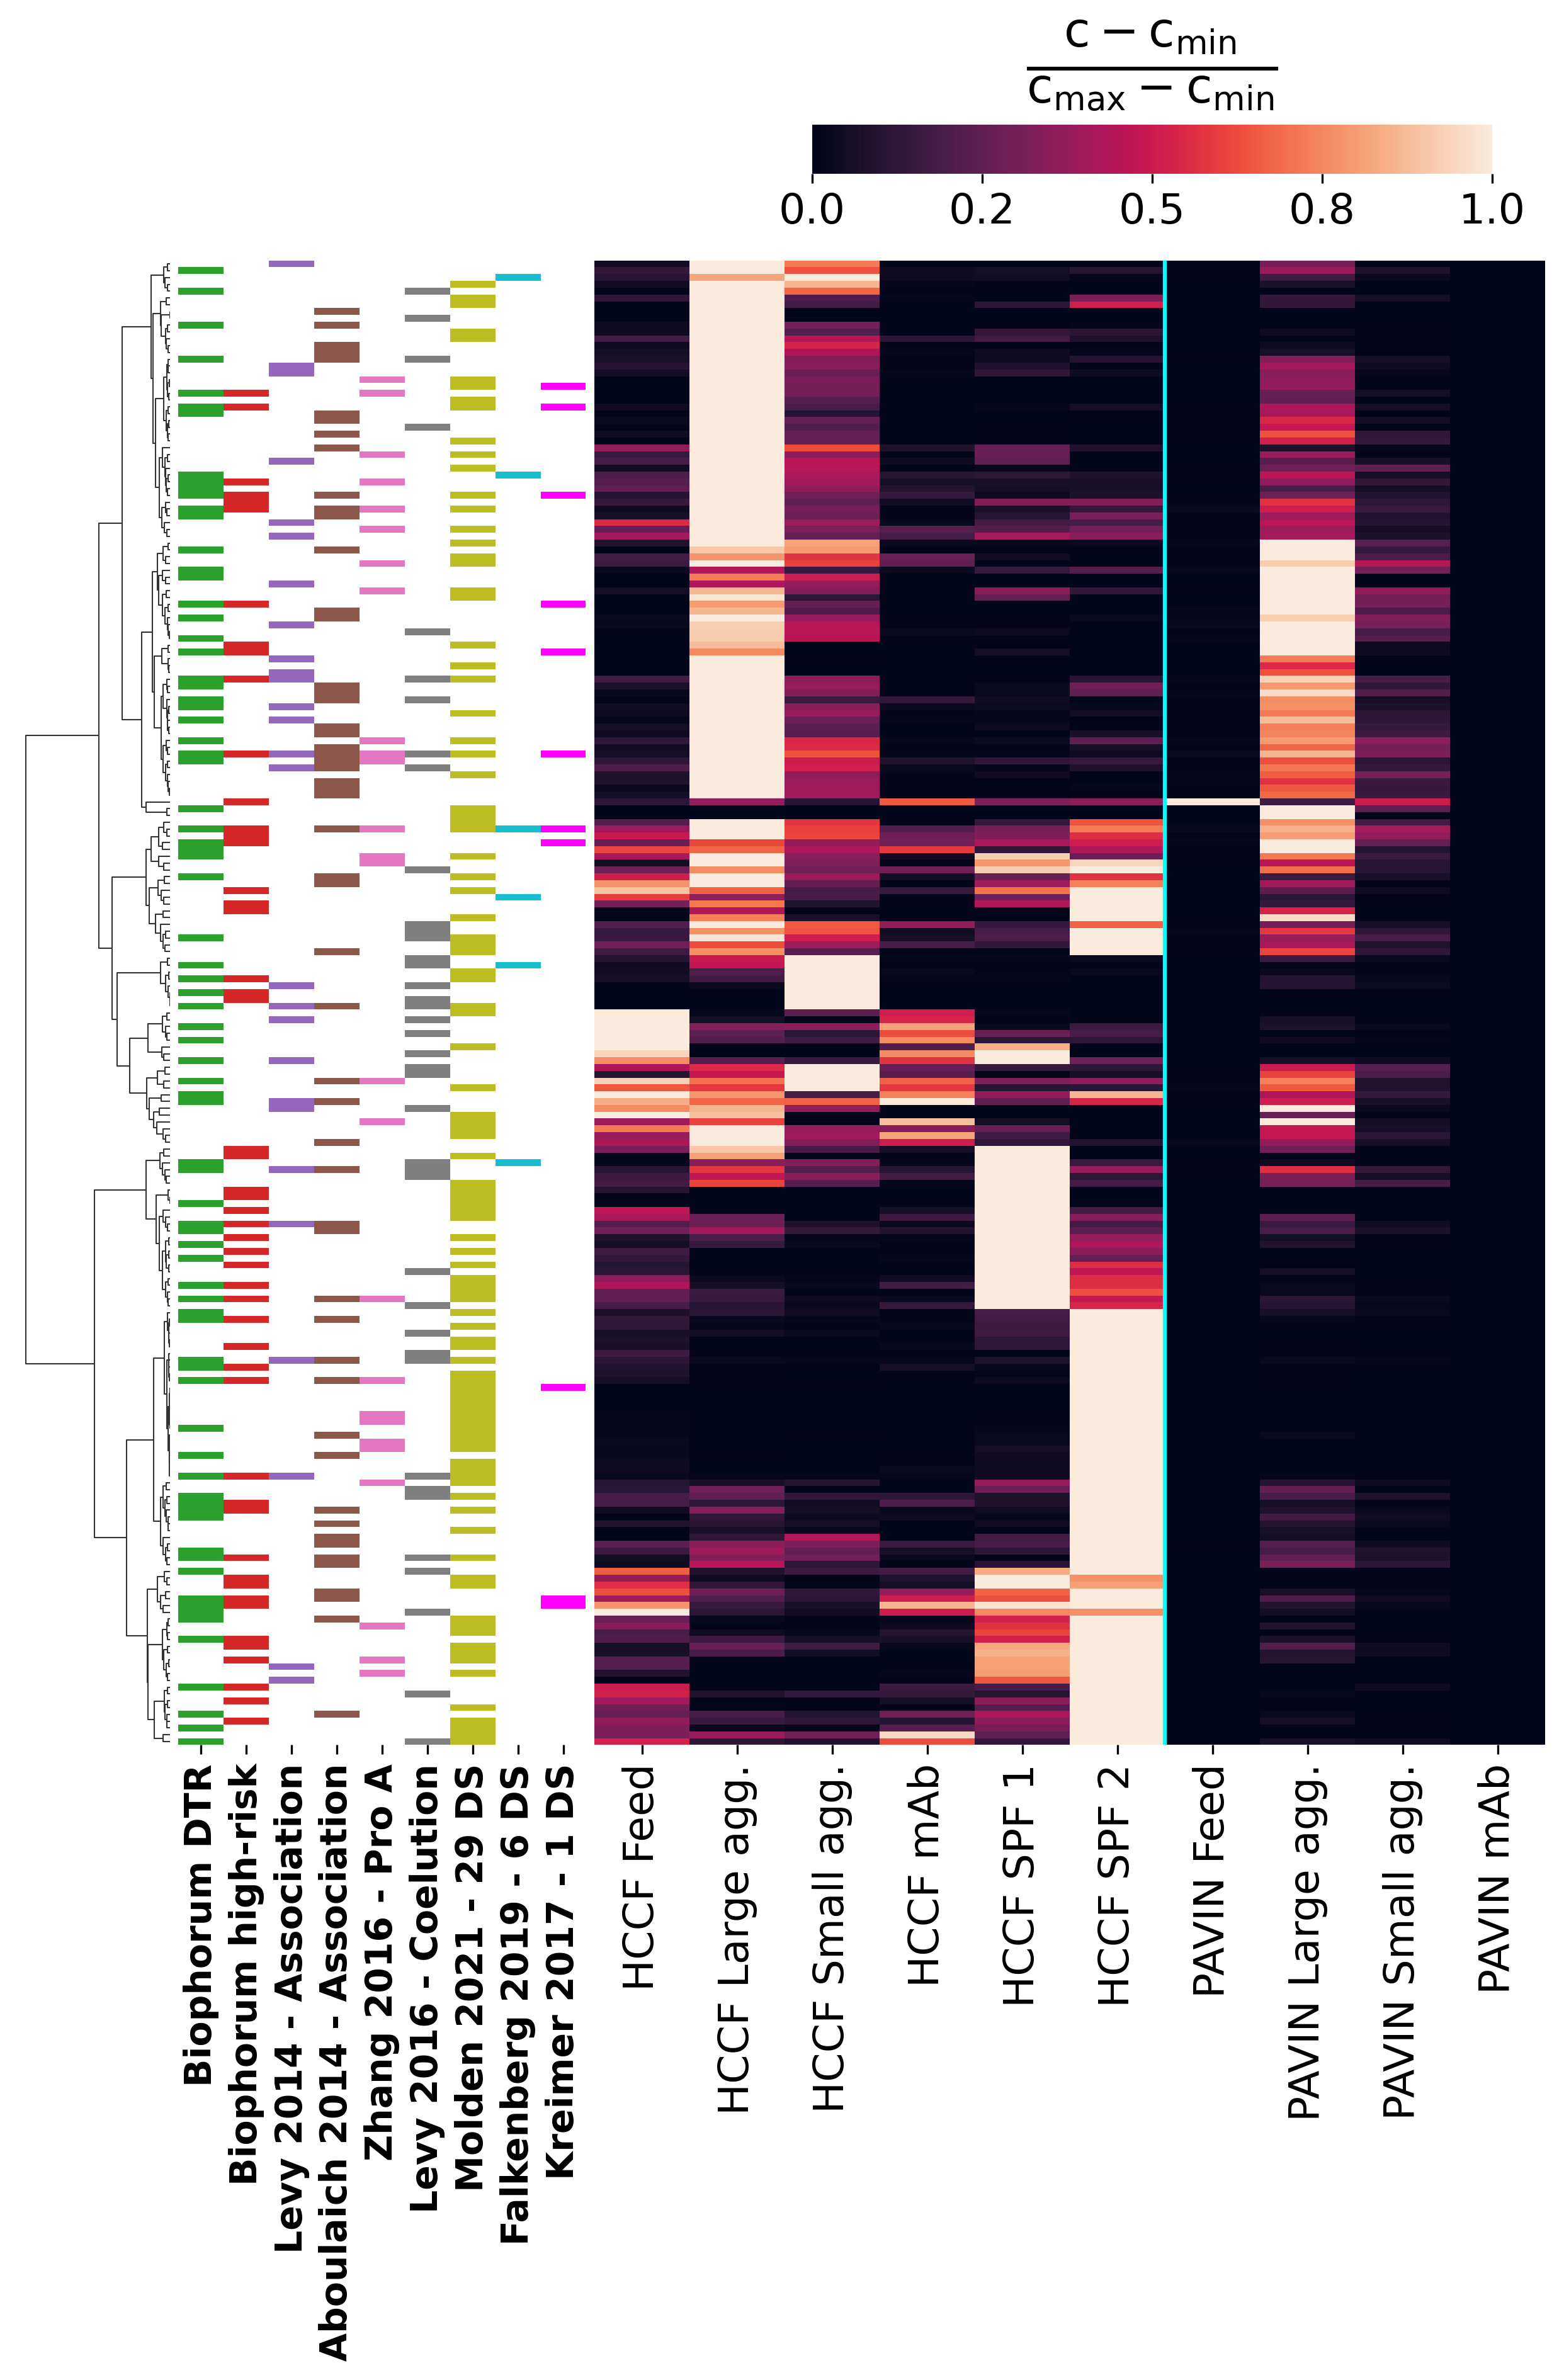 c − cmin
cmax − cmin
0.0 0.2 0.5 0.8 1.0
Biophorum DTR
Biophorum high-risk
Levy 2014 - Association
Aboulaich 2014 - Association
Zhang 2016 - Pro A
Levy 2016 - Coelution
Molden 2021 - 29 DS
Falkenberg 2019 - 6 DS
Kreimer 2017 - 1 DS
HCCF Feed
HCCF Large agg.
HCCF Small agg.
HCCF mAb
HCCF SPF 1
HCCF SPF 2
PAVIN Feed
PAVIN Large agg.
PAVIN Small agg.
PAVIN mAb